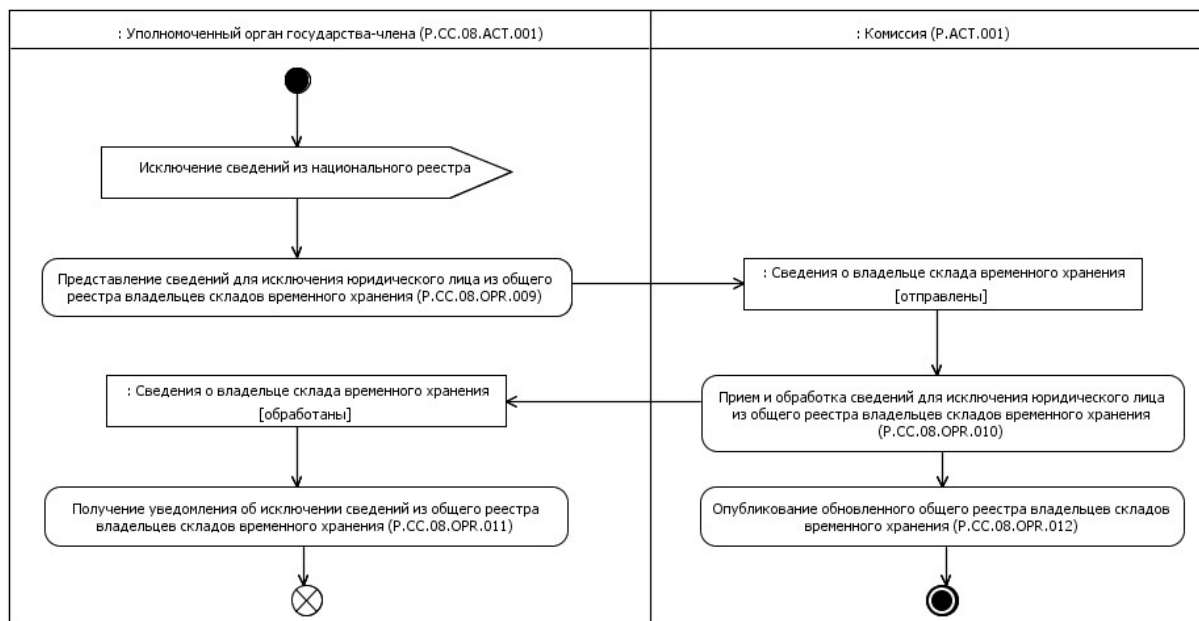 : Уполномоченный орган государства-члена (P.CC.08.ACT.001)
: Комиссия (P.ACT.001)
Исключение сведений из национального реестра
Представление сведений для исключения юридического лица из общего
реестра владельцев складов временного хранения (P.CC.08.OPR.009)
: Сведения о владельце склада временного хранения
[отправлены]
: Сведения о владельце склада временного хранения
[обработаны]
Прием и обработка сведений для исключения юридического лица
из общего реестра владельцев складов временного хранения
(P.CC.08.OPR.010)
Получение уведомления об исключении сведений из общего реестра
владельцев складов временного хранения (P.CC.08.OPR.011)
Опубликование обновленного общего реестра владельцев складов
временного хранения (P.CC.08.OPR.012)